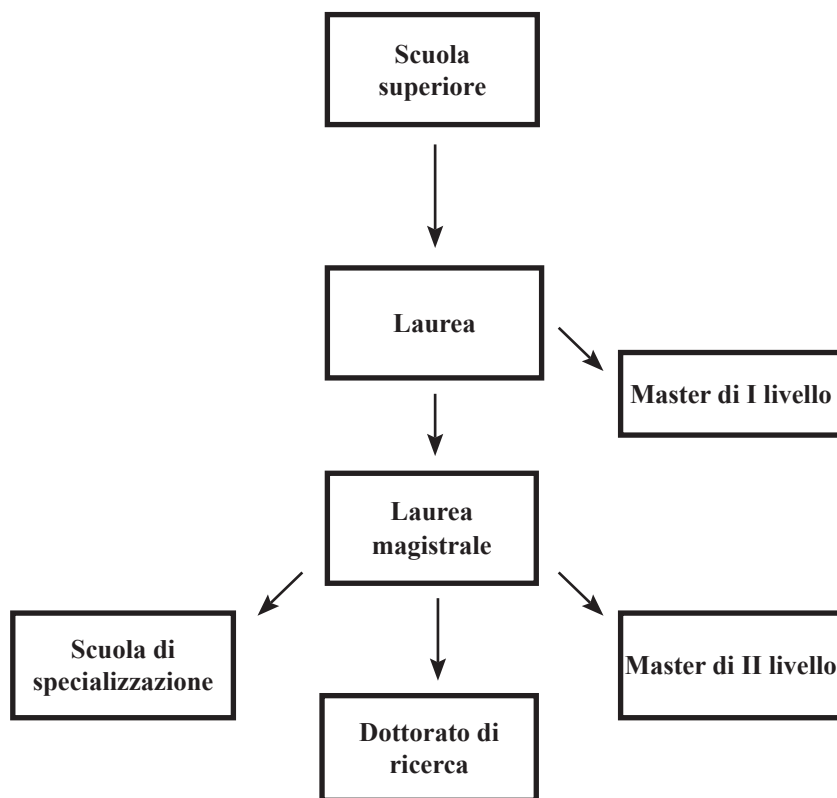 Scuola
superiore
Laurea
Master di I livello
Laurea
magistrale
Scuola di
specializzazione
Master di II livello
Dottorato di
ricerca